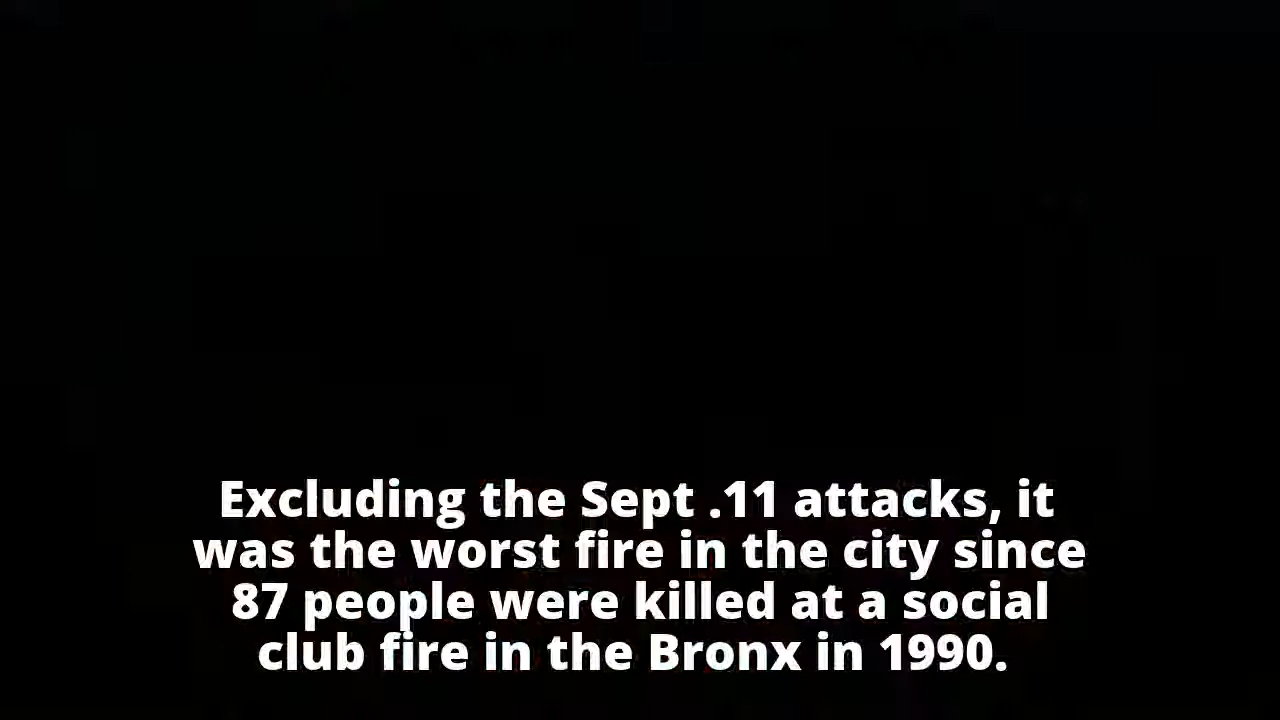 Excluding the Sept .11 attacks, it
was the worst fire in the city since
87 people were killed at a social
club fire in the Bronx in 1990.